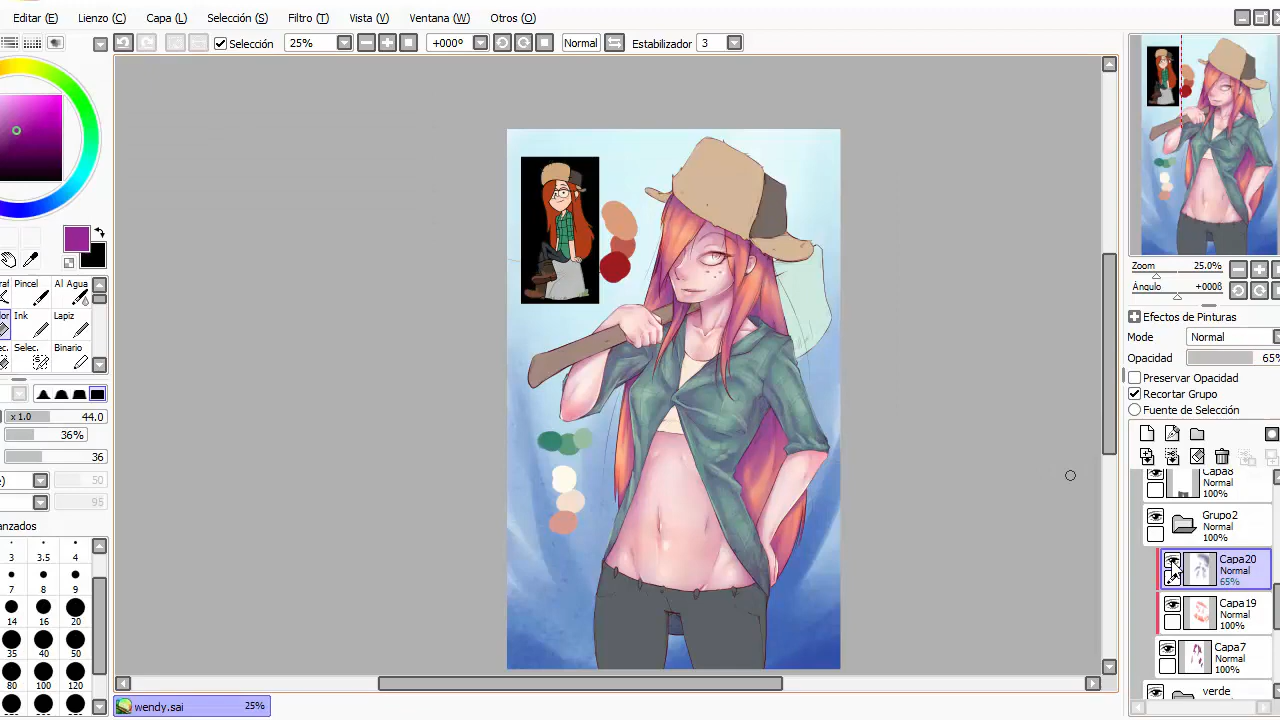 Editar (E) Lienzo (C) Capa (L) Selección (S) Filtro (T) Vista (V) Ventana (W) Otros (O)
Selección 25% +000º Normal Estabilizador 3
Zoom 25.0%
Ángulo +000ß
Efectos de Pinturas
Mode Normal
Opacidad 65%
Preservar Opacidad
Recortar Grupo
Fuente de Selección
Pincel Al Agua
Ink Lapiz
Selec. Binario
x 1.0 44.0
36%
36
50
95
anzados
3 3.5 4
7 8 9
14 16 20
35 40 50
80 100 120
Capa8
Normal
100%
Grupo2
Normal
100%
Capa20
Normal
65%
Capa19
Normal
100%
Capa7
Normal
100%
verde
wendy.sai 25%